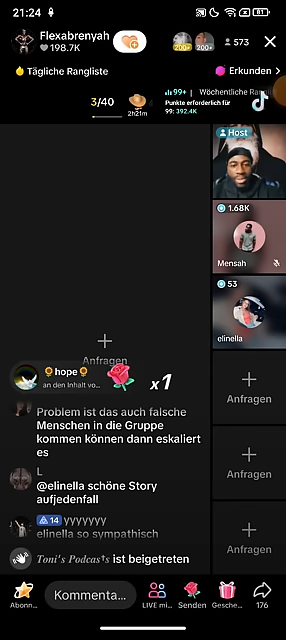 21:24
81
Flexabrenyah
198.7K
200+
200+
573
Tägliche Rangliste
Erkunden >
3/40
2h21m
99+ | Wöchentliche Rangli
Punkte erforderlich für
99: 392.4K
Host
1.68K
Mensah
53
elinella
Anfragen
hope
an den Inhalt vo...
x1
Anfragen
Problem ist das auch falsche
Menschen in die Gruppe
kommen können dann eskaliert
es
L
@elinella schöne Story
aufjedenfall
Anfragen
14 yyyyyyy
elinella so sympathisch
Toni's Podcas†s ist beigetreten
Anfragen
Abonn...
Kommenta...
LIVE mi...
Senden
Gesche...
176